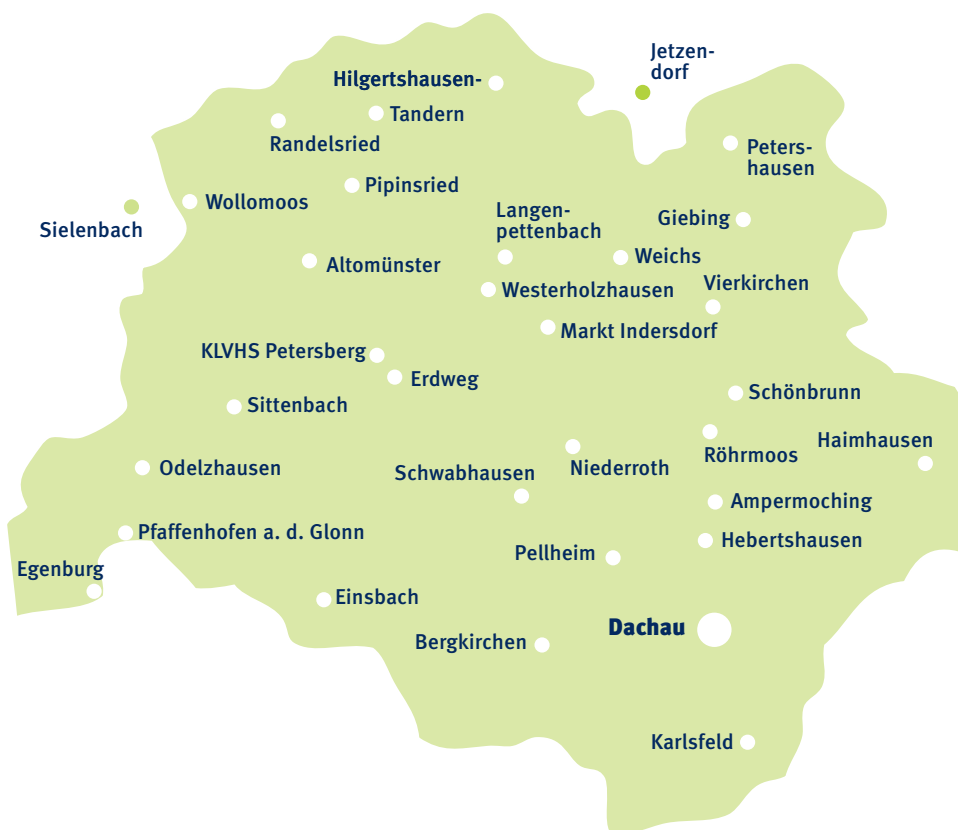 Jetzen-
dorf
Hilgertshausen-
Tandern
Randelsried
Peters-
hausen
Pipinsried
Wollomoos
Langen-
pettenbach
Giebing
Sielenbach
Weichs
Altomünster
Vierkirchen
Westerholzhausen
Markt Indersdorf
KLVHS Petersberg
Erdweg
Schönbrunn
Sittenbach
Haimhausen
Röhrmoos
Niederroth
Odelzhausen
Schwabhausen
Ampermoching
Pfaffenhofen a. d. Glonn
Hebertshausen
Pellheim
Egenburg
Einsbach
Dachau
Bergkirchen
Karlsfeld